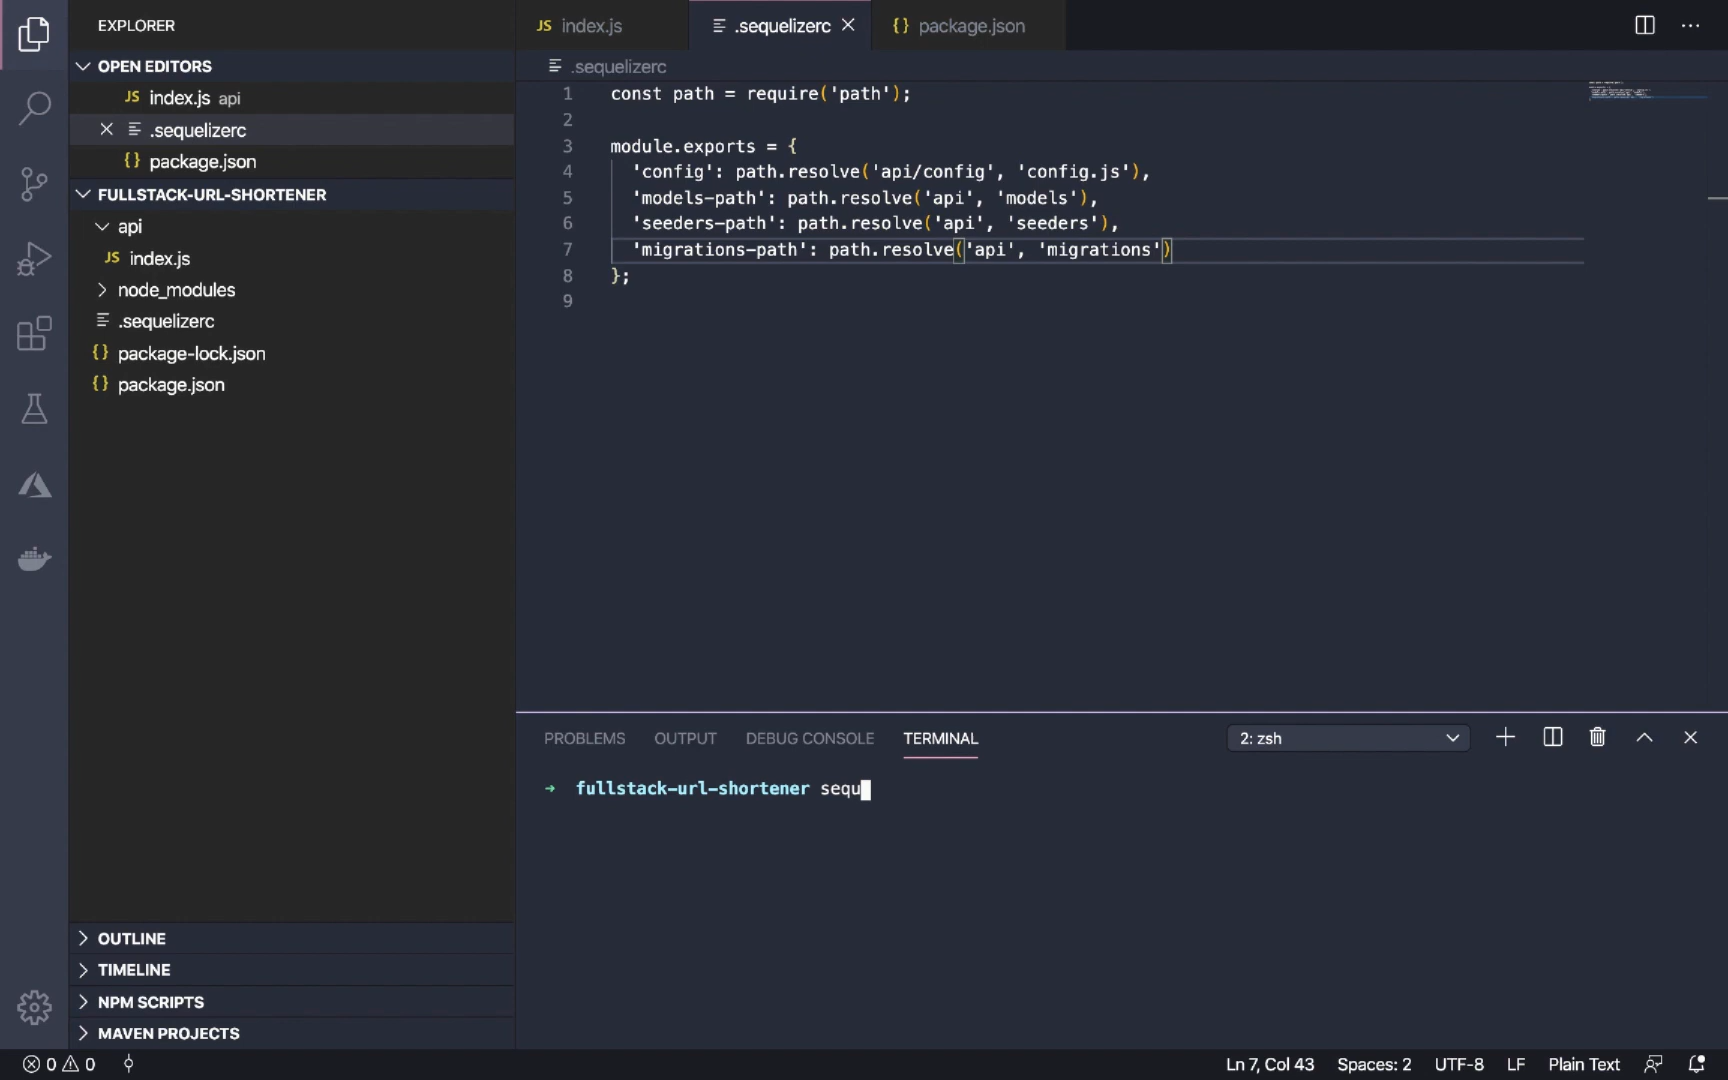 EXPLORER
OPEN EDITORS
JS index.js api
.sequelizerc
{} package.json
FULLSTACK-URL-SHORTENER
api
JS index.js
node_modules
.sequelizerc
{} package-lock.json
{} package.json
OUTLINE
TIMELINE
NPM SCRIPTS
MAVEN PROJECTS
JS index.js
.sequelizerc
{} package.json
.sequelizerc
1 const path = require('path');
2
3 module.exports = {
4 'config': path.resolve('api/config', 'config.js'),
5 'models-path': path.resolve('api', 'models'),
6 'seeders-path': path.resolve('api', 'seeders'),
7 'migrations-path': path.resolve('api', 'migrations')
8 };
9
PROBLEMS OUTPUT DEBUG CONSOLE TERMINAL 2: zsh
→ fullstack-url-shortener sequ
0 0 Ln 7, Col 43 Spaces: 2 UTF-8 LF Plain Text